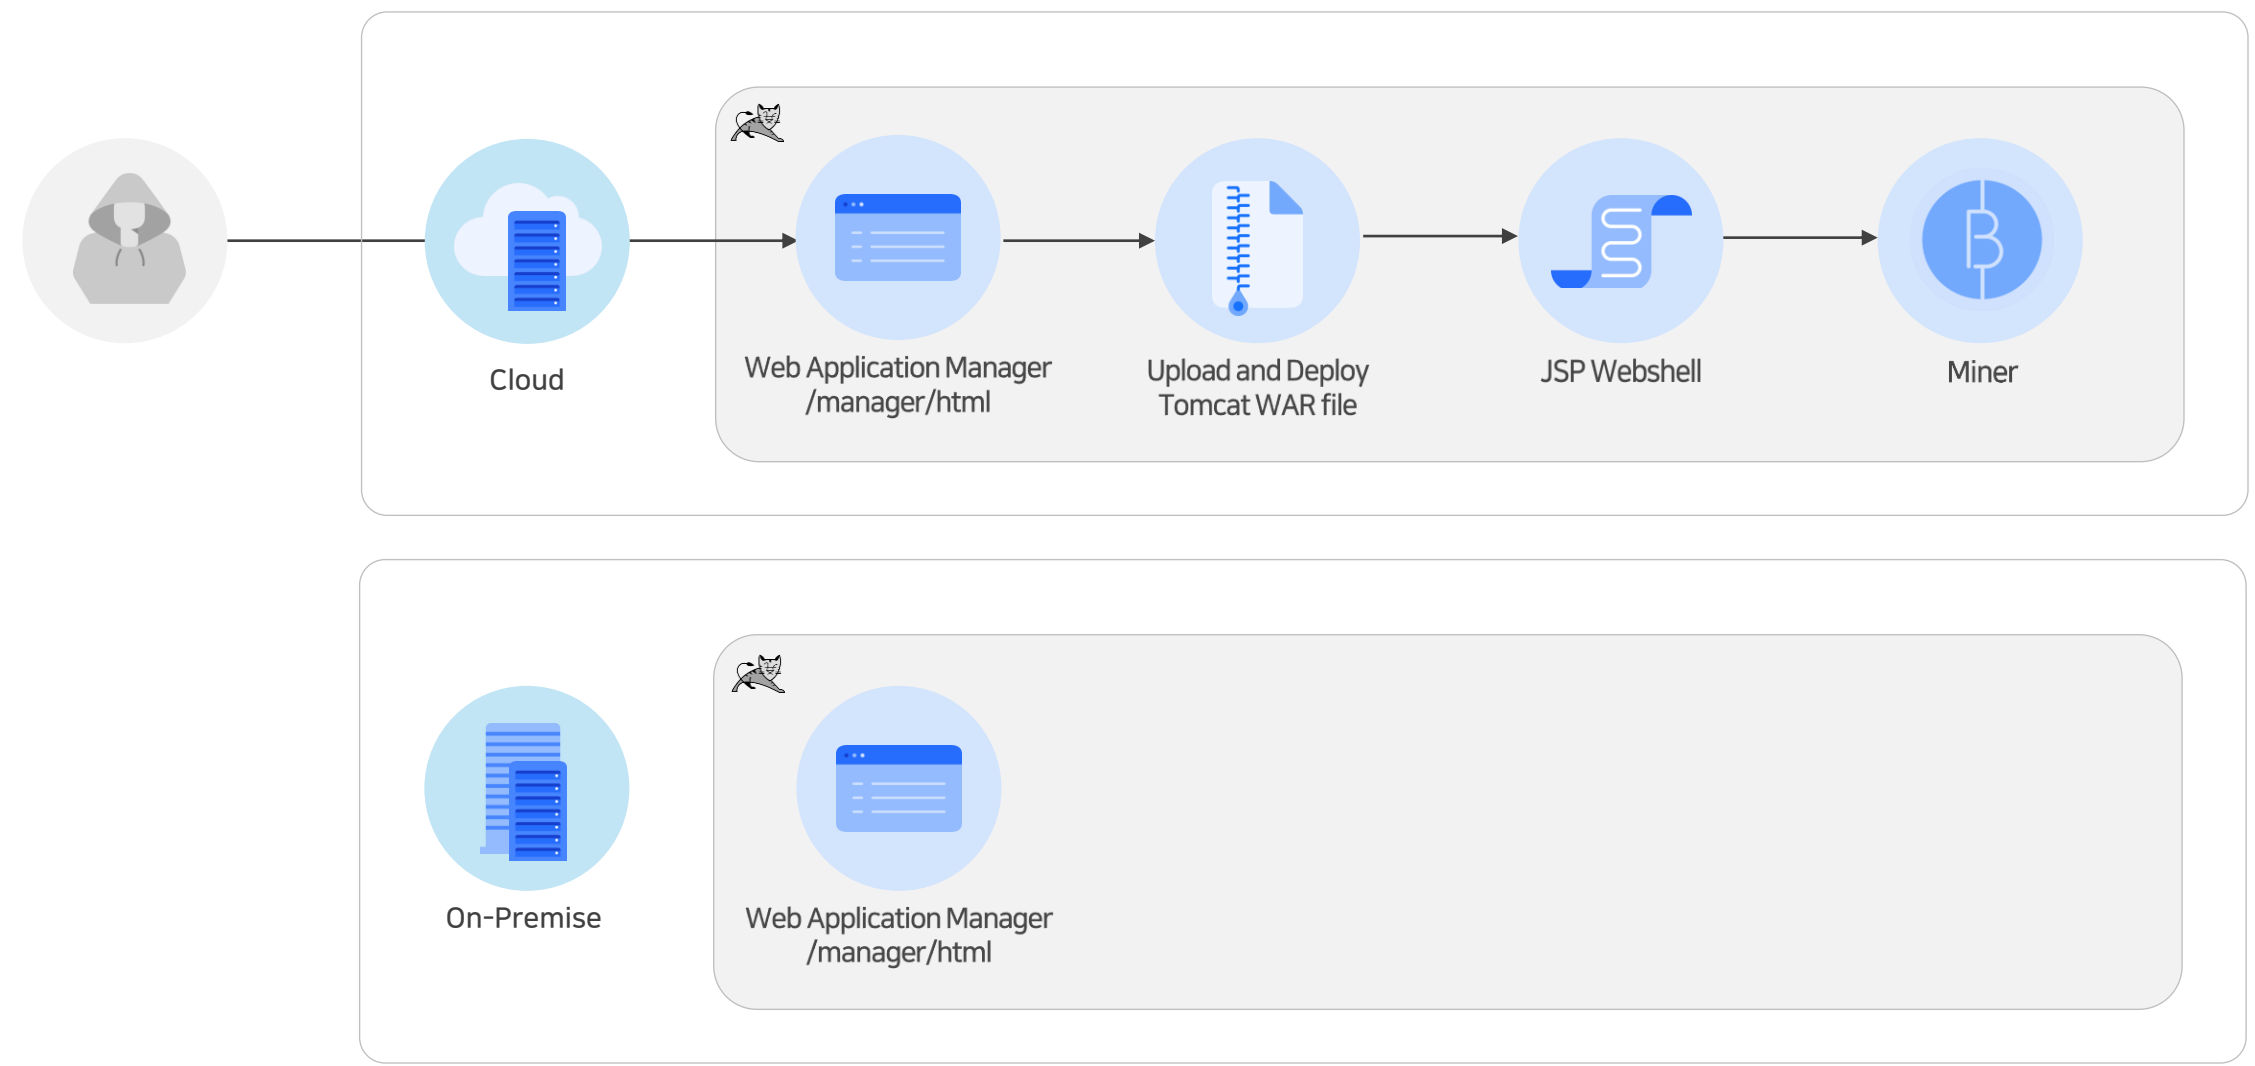 Cloud
Web Application Manager
/manager/html
Upload and Deploy
Tomcat WAR file
JSP Webshell
Miner
On-Premise
Web Application Manager
/manager/html